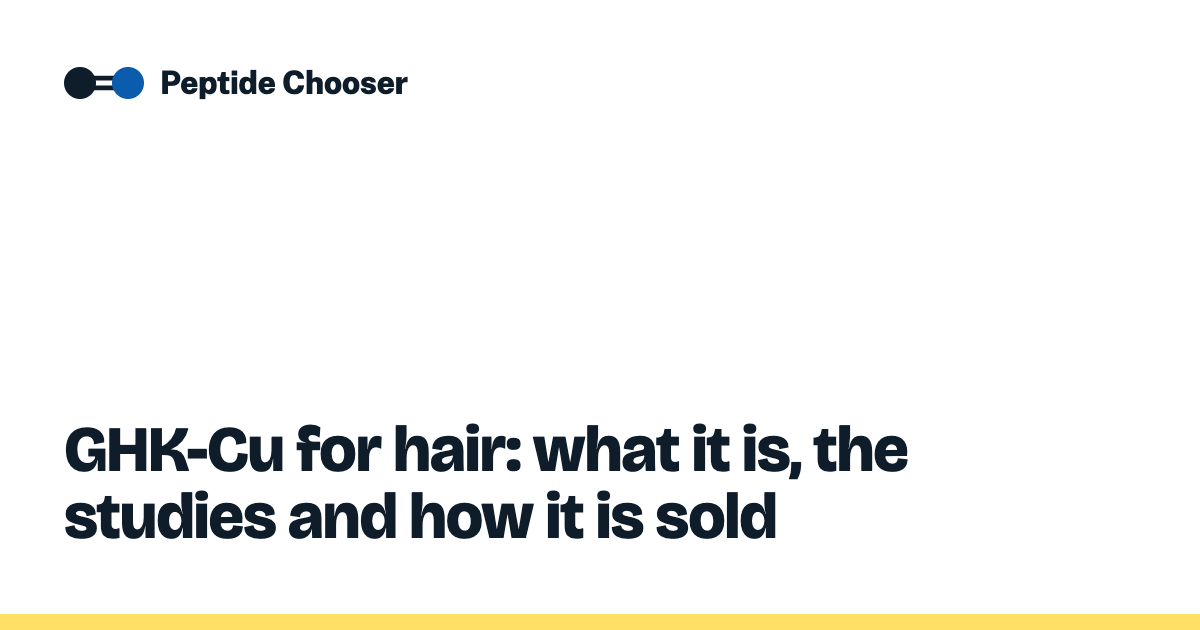 Peptide Chooser
GHK-Cu for hair: what it is, the
studies and how it is sold